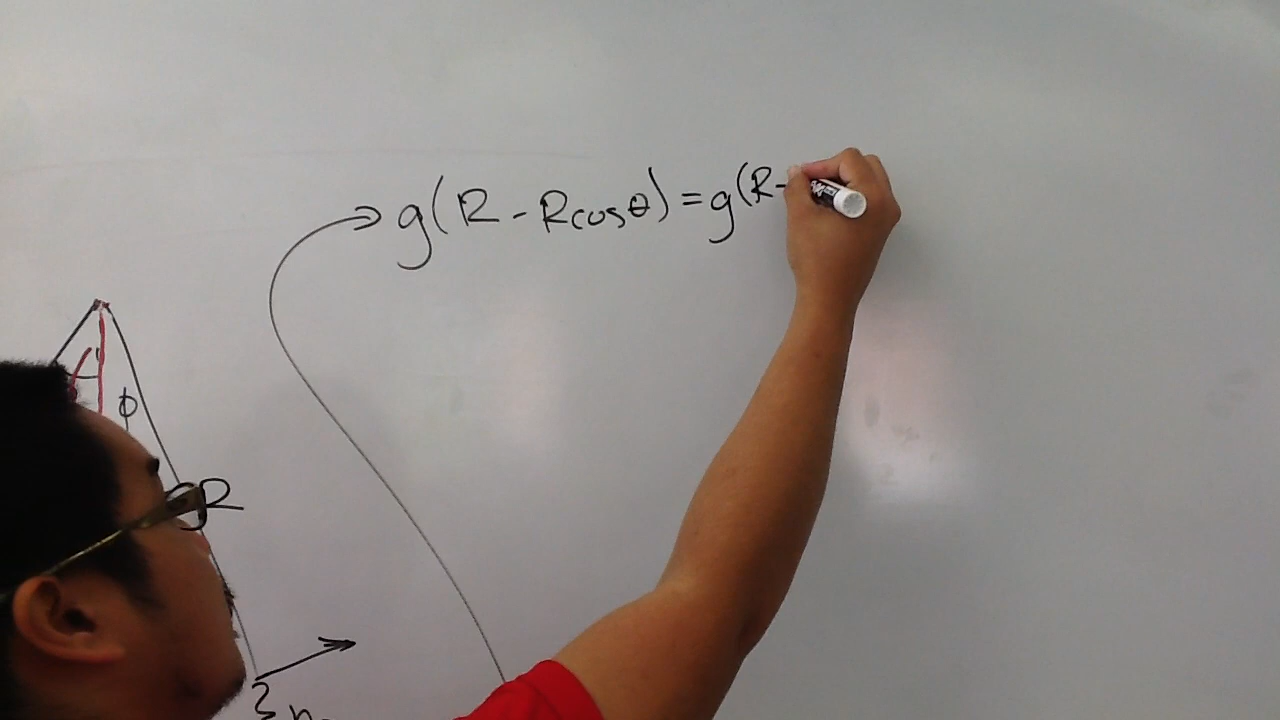 g(R - Rcosθ) = g(R-
ϕ
R